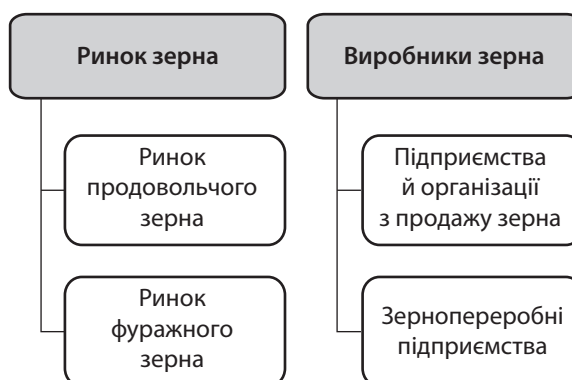 Ринок зерна
Ринок
продовольчого
зерна
Ринок
фуражного
зерна
Виробники зерна
Підприємства
й організації
з продажу зерна
Зернопереробні
підприємства